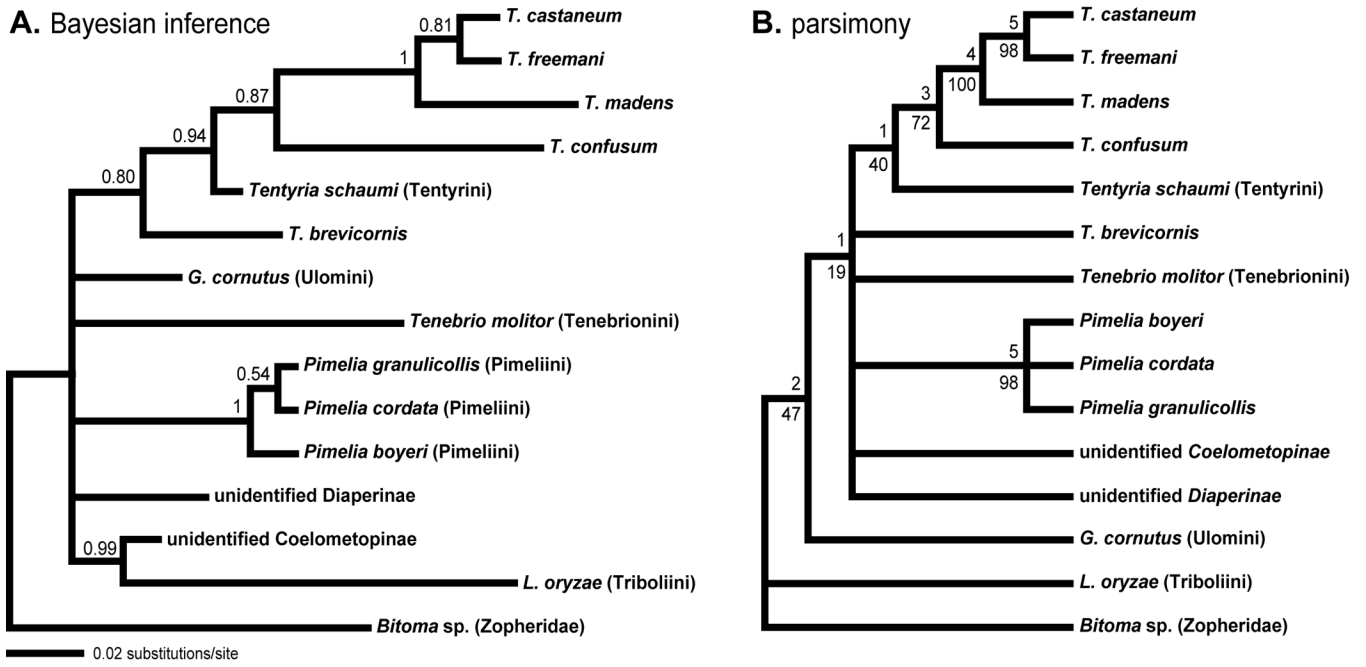 A. Bayesian inference
T. castaneum
0.81
T. freemani
1
T. madens
0.87
T. confusum
0.94
Tentyria schaumi (Tentyrini)
0.80
T. brevicornis
G. cornutus (Ulomini)
Tenebrio molitor (Tenebrionini)
Pimelia granulicollis (Pimeliini)
0.54
Pimelia cordata (Pimeliini)
1
Pimelia boyeri (Pimeliini)
unidentified Diaperinae
unidentified Coelometopinae
0.99
L. oryzae (Triboliini)
Bitoma sp. (Zopheridae)
0.02 substitutions/site
B. parsimony
T. castaneum
5
98
T. freemani
4
100
T. madens
3
72
T. confusum
1
40
Tentyria schaumi (Tentyrini)
T. brevicornis
1
19
Tenebrio molitor (Tenebrionini)
Pimelia boyeri
5
98
Pimelia cordata
Pimelia granulicollis
2
47
unidentified Coelometopinae
unidentified Diaperinae
G. cornutus (Ulomini)
L. oryzae (Triboliini)
Bitoma sp. (Zopheridae)